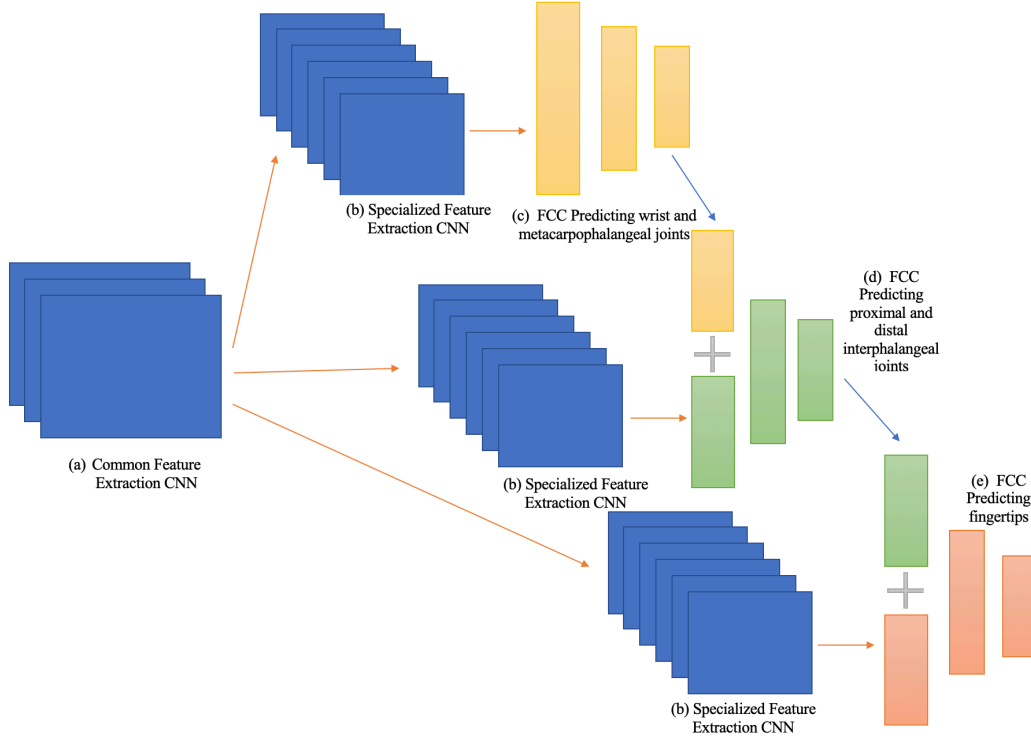 (b) Specialized Feature
Extraction CNN
(c) FCC Predicting wrist and
metacarpophalangeal joints
(d) FCC
Predicting
proximal and
distal
interphalangeal
ioints
(a) Common Feature
Extraction CNN
(b) Specialized Feature
Extraction CNN
(e) FCC
Predicting
fingertips
(b) Specialized Feature
Extraction CNN